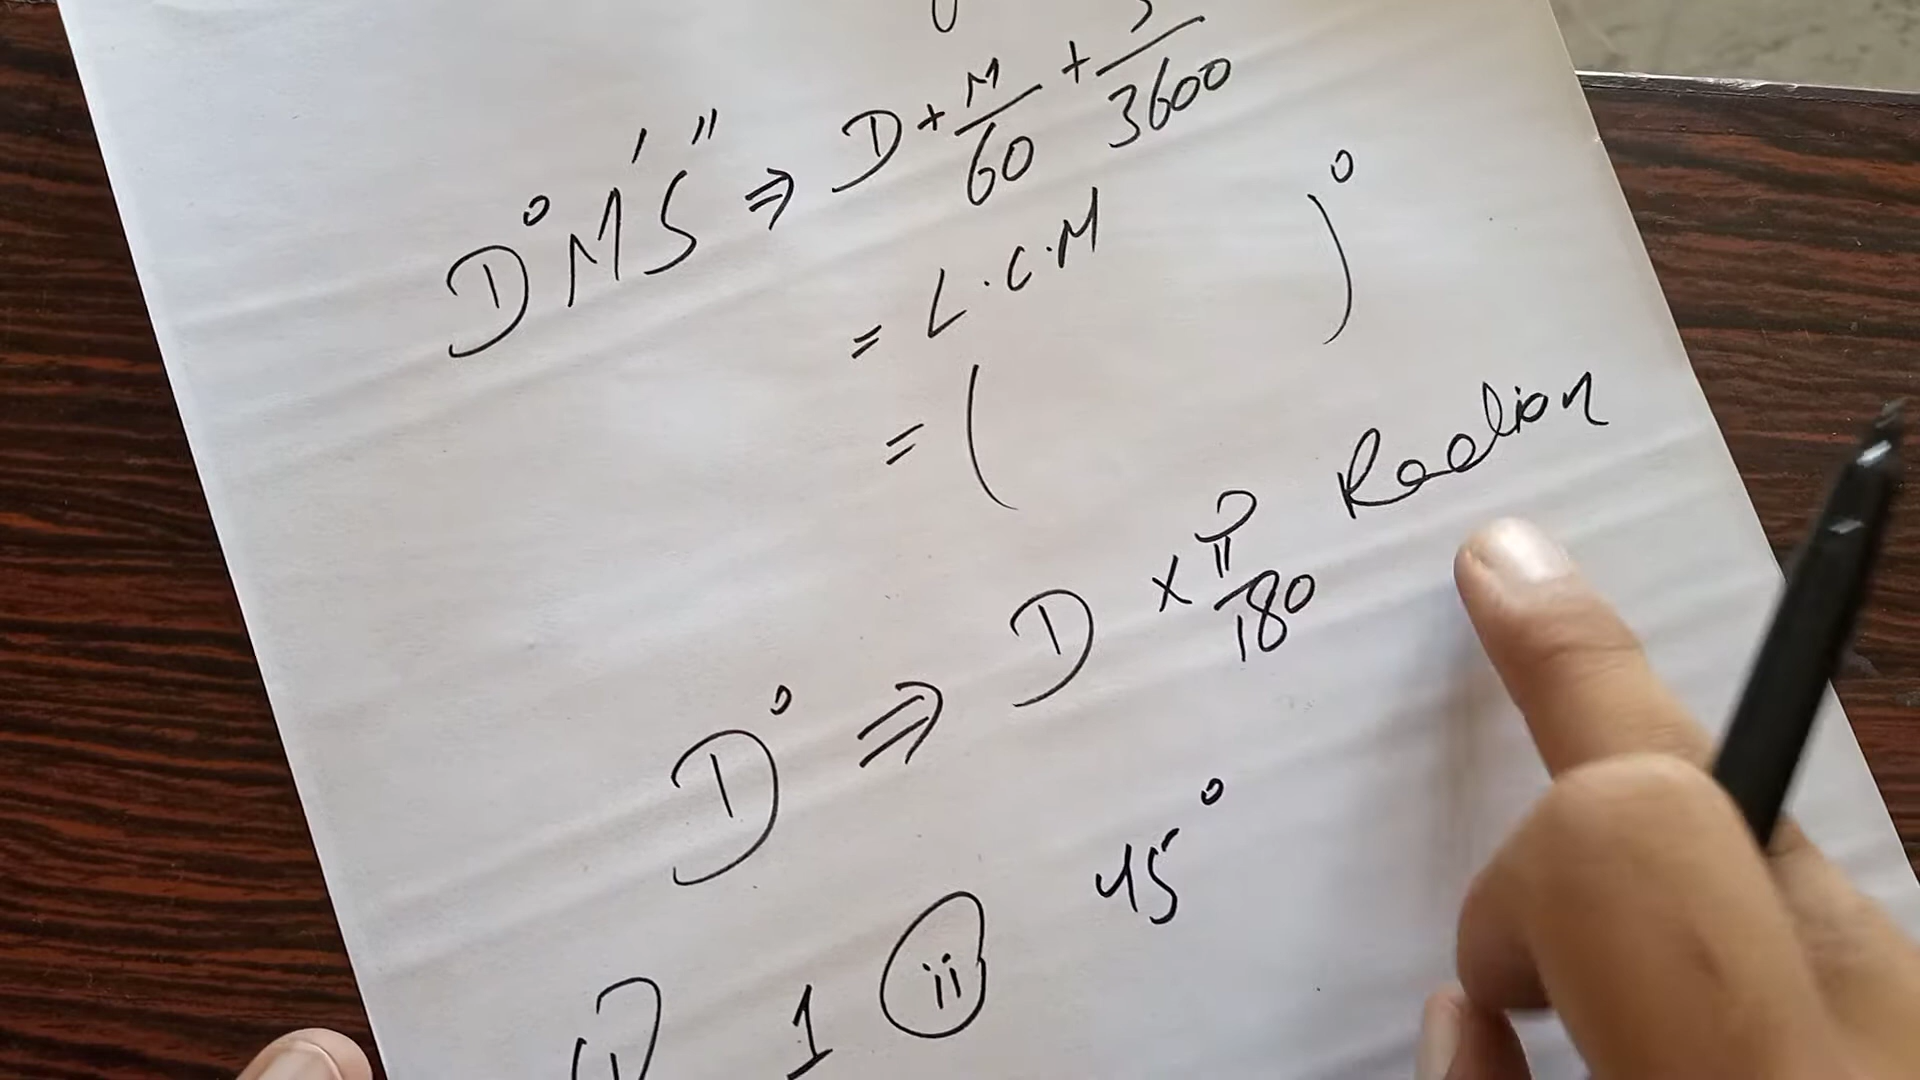 D° M' S'' ⇒ D + M/60 + S/3600
= L.C.M
= ( )°
D° ⇒ D × π/180 Radian
Q 1 (ii) 45°